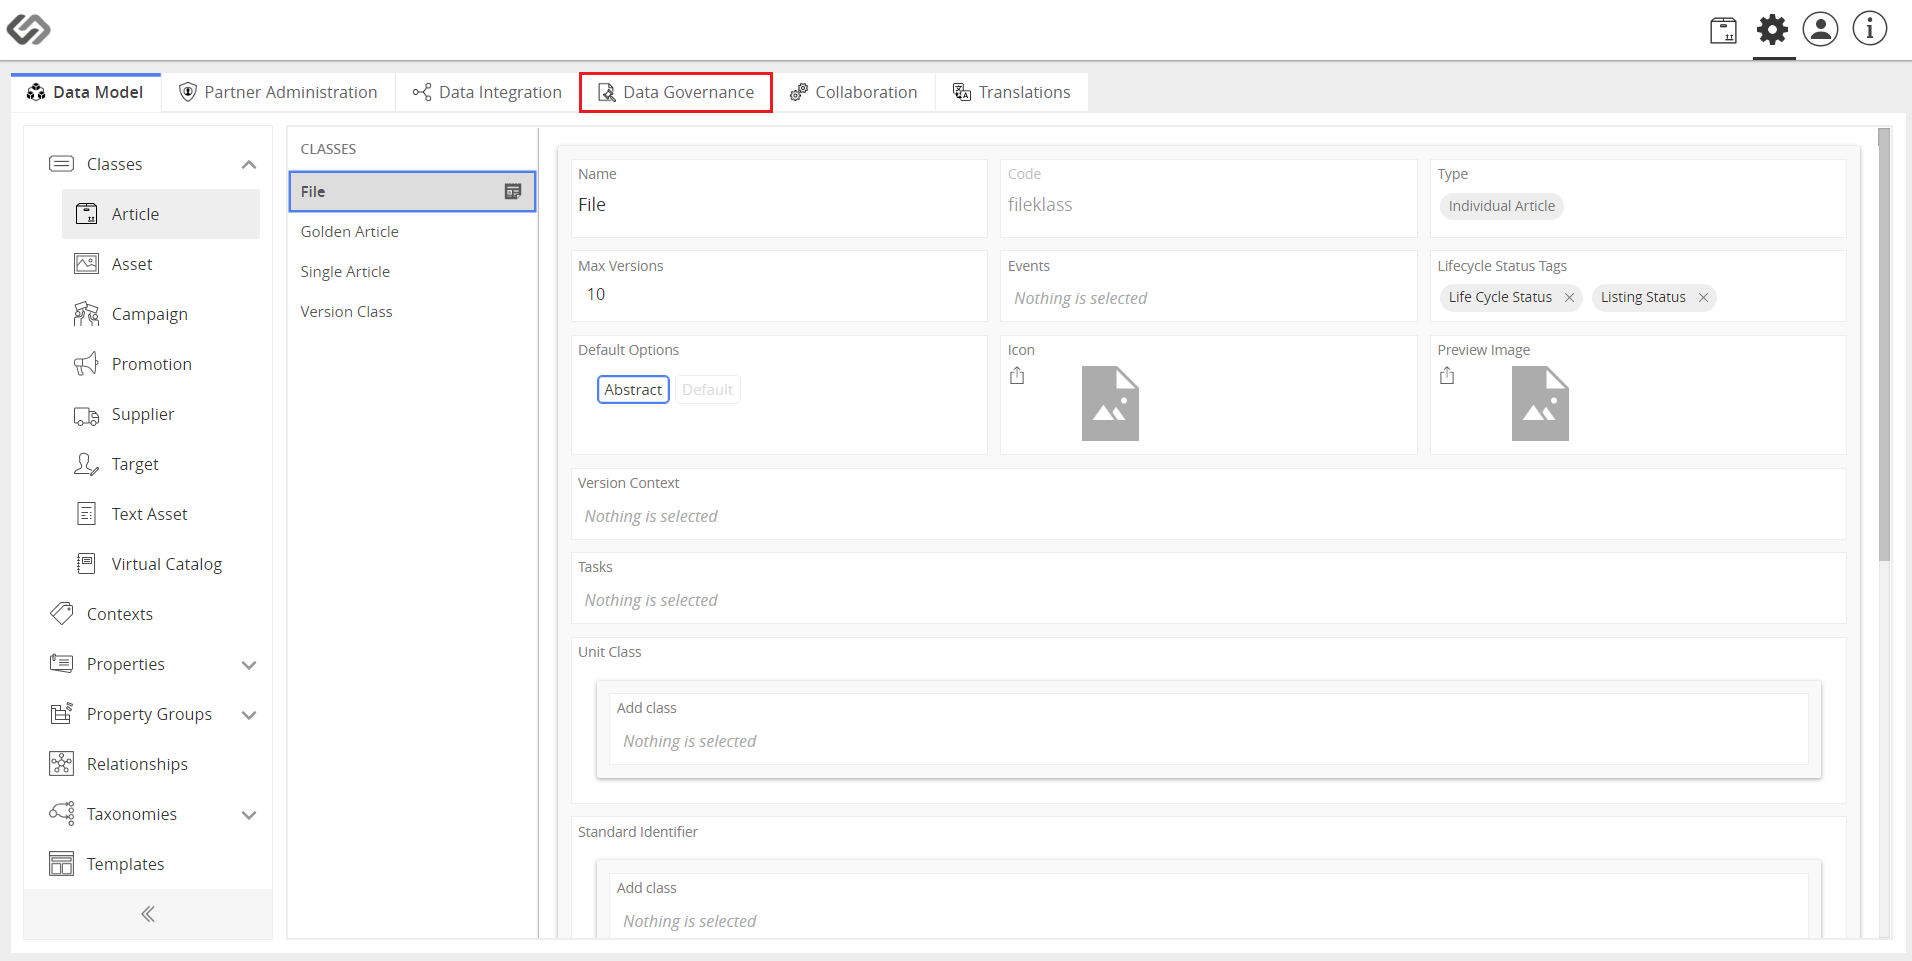 Data Model
Partner Administration
Data Integration
Data Governance
Collaboration
Translations
Classes
Article
Asset
Campaign
Promotion
Supplier
Target
Text Asset
Virtual Catalog
Contexts
Properties
Property Groups
Relationships
Taxonomies
Templates
CLASSES
File
Golden Article
Single Article
Version Class
Name
File
Code
fileklass
Type
Individual Article
Max Versions
10
Events
Nothing is selected
Lifecycle Status Tags
Life Cycle Status
Listing Status
Default Options
Abstract
Default
Icon
Preview Image
Version Context
Nothing is selected
Tasks
Nothing is selected
Unit Class
Add class
Nothing is selected
Standard Identifier
Add class
Nothing is selected